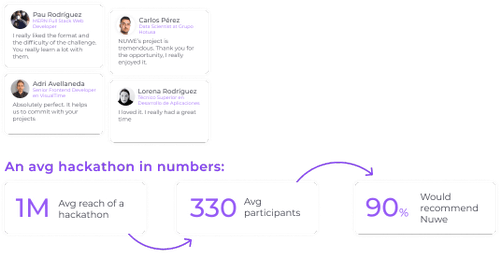 Pau Rodríguez
MERN Full Stack Web
Developer
I really liked the format and
the difficulty of the challenge.
You really learn a lot with
them.
Carlos Pérez
Data Scientist at Grupo
NUWE's project is
tremendous. Thank you for
the opportunity, I really
enjoyed it.
Adri Avellaneda
Senior Frontend Developer
en VisualTime
Absolutely perfect. It helps
us to commit with your
projects
Lorena Rodríguez
Técnico Superior en
Desarrollo de Aplicaciones
I loved it. I really had a great
time
An avg hackathon in numbers:
1M
Avg reach of a
hackathon
330
Avg
participants
90%
Would
recommend
Nuwe